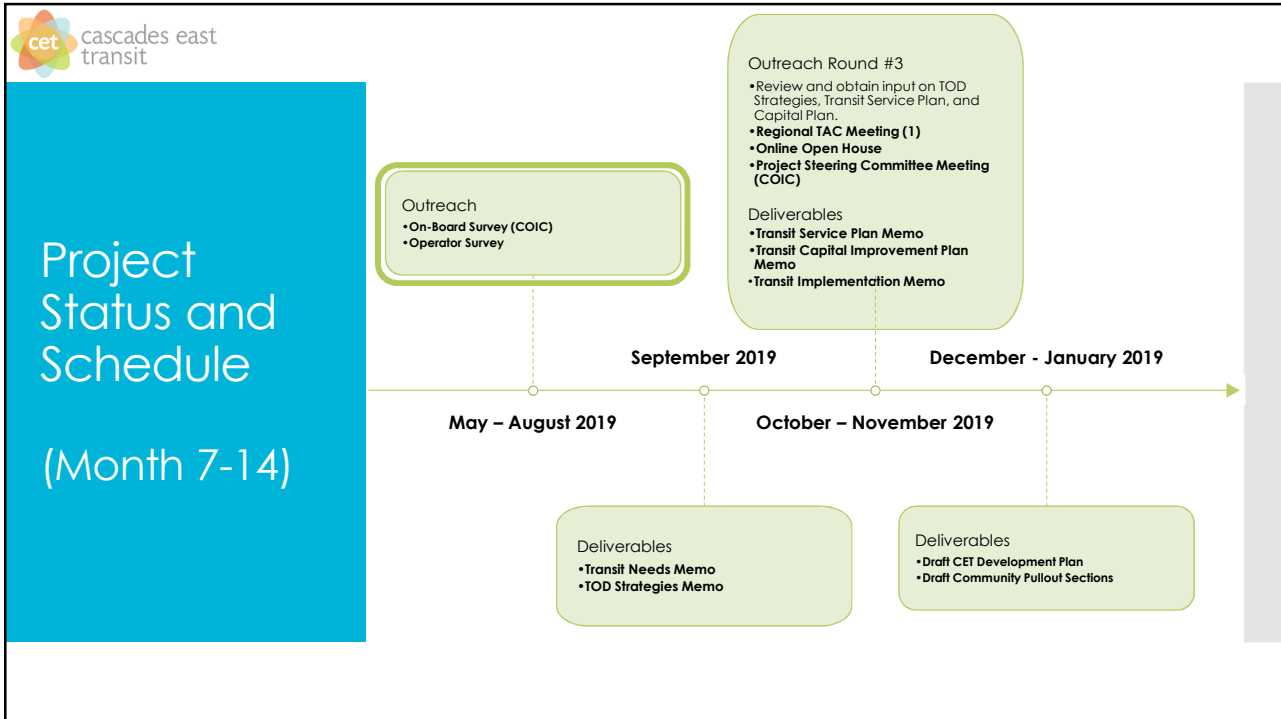 cet
cascades east
transit
Project
Status and
Schedule
(Month 7-14)
Outreach
•On-Board Survey (COIC)
•Operator Survey
May – August 2019
September 2019
Deliverables
•Transit Needs Memo
•TOD Strategies Memo
Outreach Round #3
•Review and obtain input on TOD
Strategies, Transit Service Plan, and
Capital Plan.
•Regional TAC Meeting (1)
•Online Open House
•Project Steering Committee Meeting
(COIC)
Deliverables
•Transit Service Plan Memo
•Transit Capital Improvement Plan
Memo
•Transit Implementation Memo
October – November 2019
December - January 2019
Deliverables
•Draft CET Development Plan
•Draft Community Pullout Sections